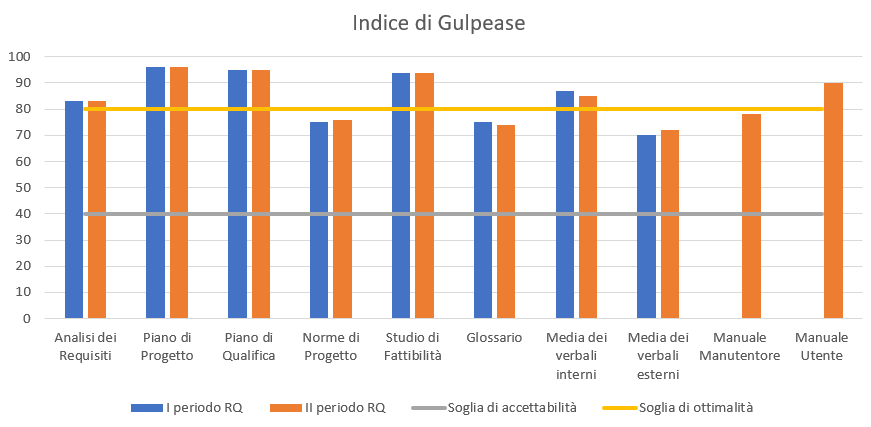 Indice di Gulpease
100
90
80
70
60
50
40
30
20
10
0
Analisi dei
Requisiti
Piano di
Progetto
Piano di
Qualifica
Norme di
Progetto
Studio di
Fattibilità
Glossario
Media dei
verbali
interni
Media dei
verbali
esterni
Manuale
Manutentore
Manuale
Utente
I periodo RQ
II periodo RQ
Soglia di accettabilità
Soglia di ottimalità